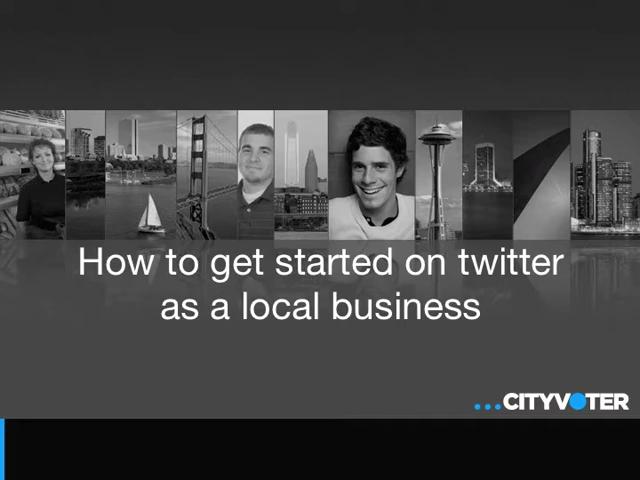 How to get started on twitter
as a local business
...CITYVOTER